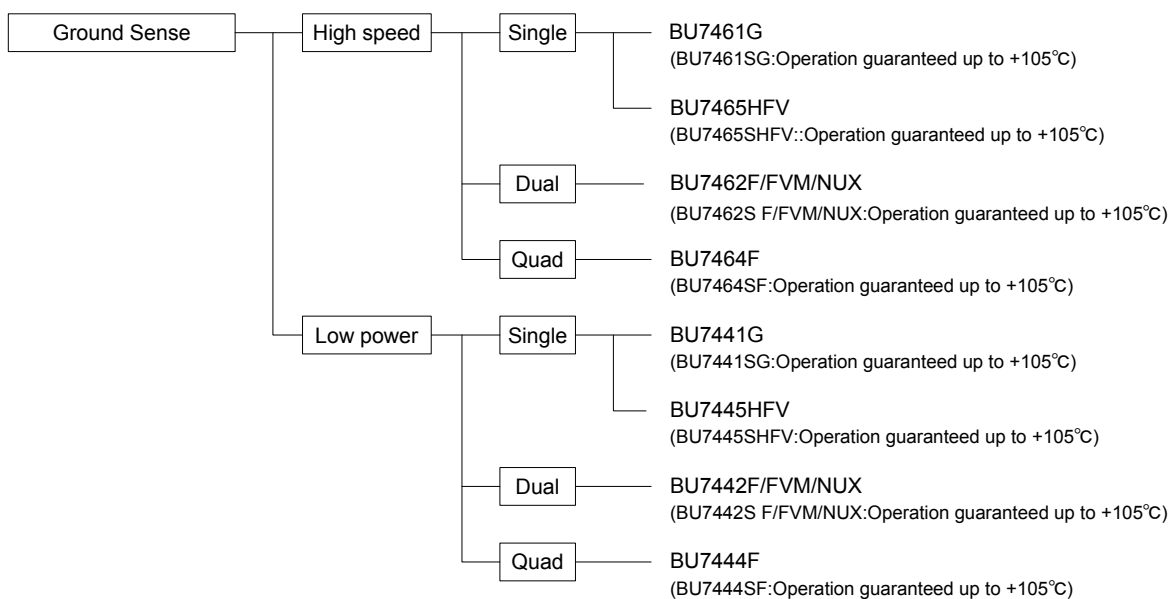 Ground Sense
High speed
Single
BU7461G
(BU7461SG:Operation guaranteed up to +105°C)
BU7465HFV
(BU7465SHFV::Operation guaranteed up to +105°C)
Dual
BU7462F/FVM/NUX
(BU7462S F/FVM/NUX:Operation guaranteed up to +105°C)
Quad
BU7464F
(BU7464SF:Operation guaranteed up to +105°C)
Low power
Single
BU7441G
(BU7441SG:Operation guaranteed up to +105°C)
BU7445HFV
(BU7445SHFV:Operation guaranteed up to +105°C)
Dual
BU7442F/FVM/NUX
(BU7442S F/FVM/NUX:Operation guaranteed up to +105°C)
Quad
BU7444F
(BU7444SF:Operation guaranteed up to +105°C)